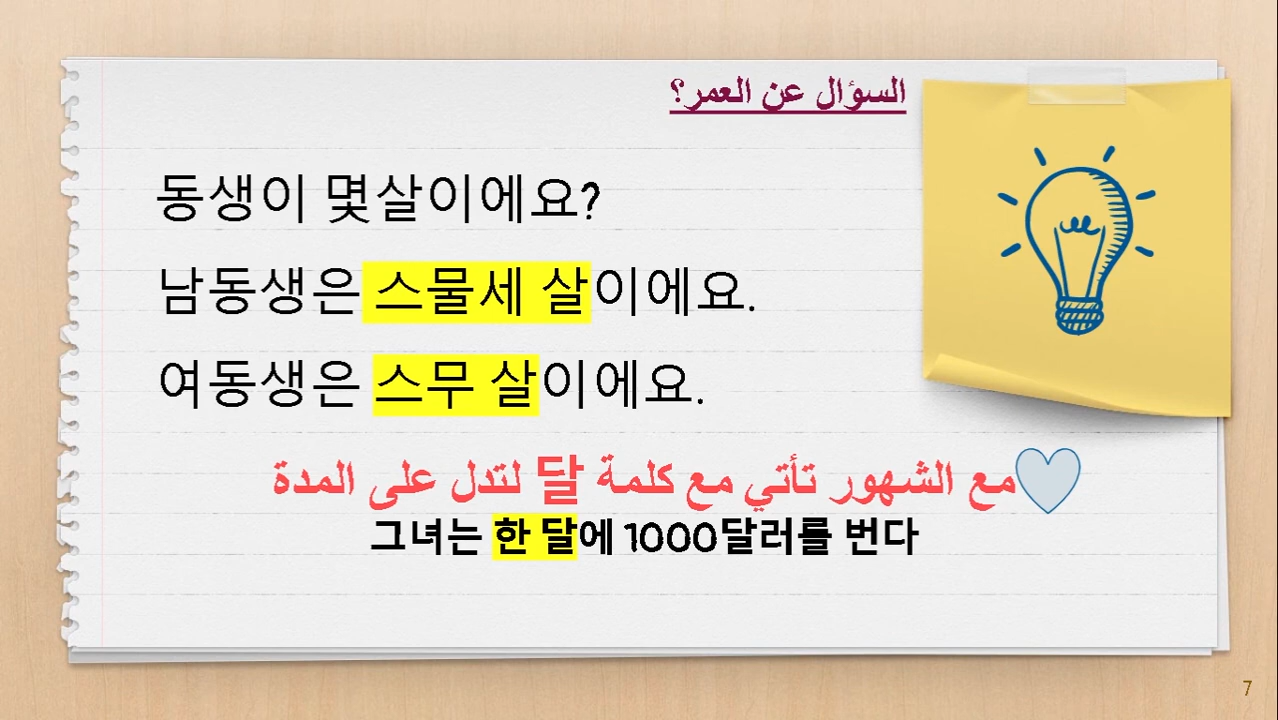 السؤال عن العمر؟
동생이 몇살이에요?
남동생은 스물세 살이에요.
여동생은 스무 살이에요.
مع الشهور تأتي مع كلمة 달 لتدل على المدة
그녀는 한 달에 1000달러를 번다
7